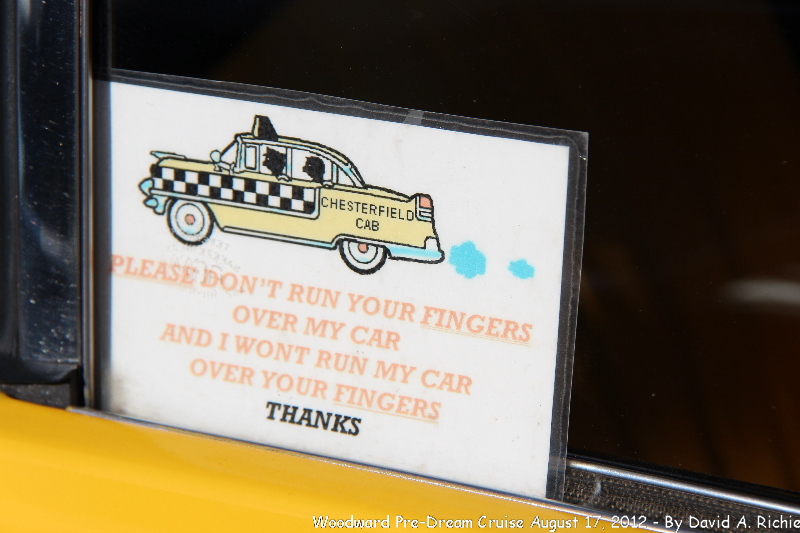 CHESTERFIELD
CAB
PLEASE DON'T RUN YOUR FINGERS
OVER MY CAR
AND I WONT RUN MY CAR
OVER YOUR FINGERS
THANKS
Woodward Pre-Dream Cruise August 17, 2012 - By David A. Richie